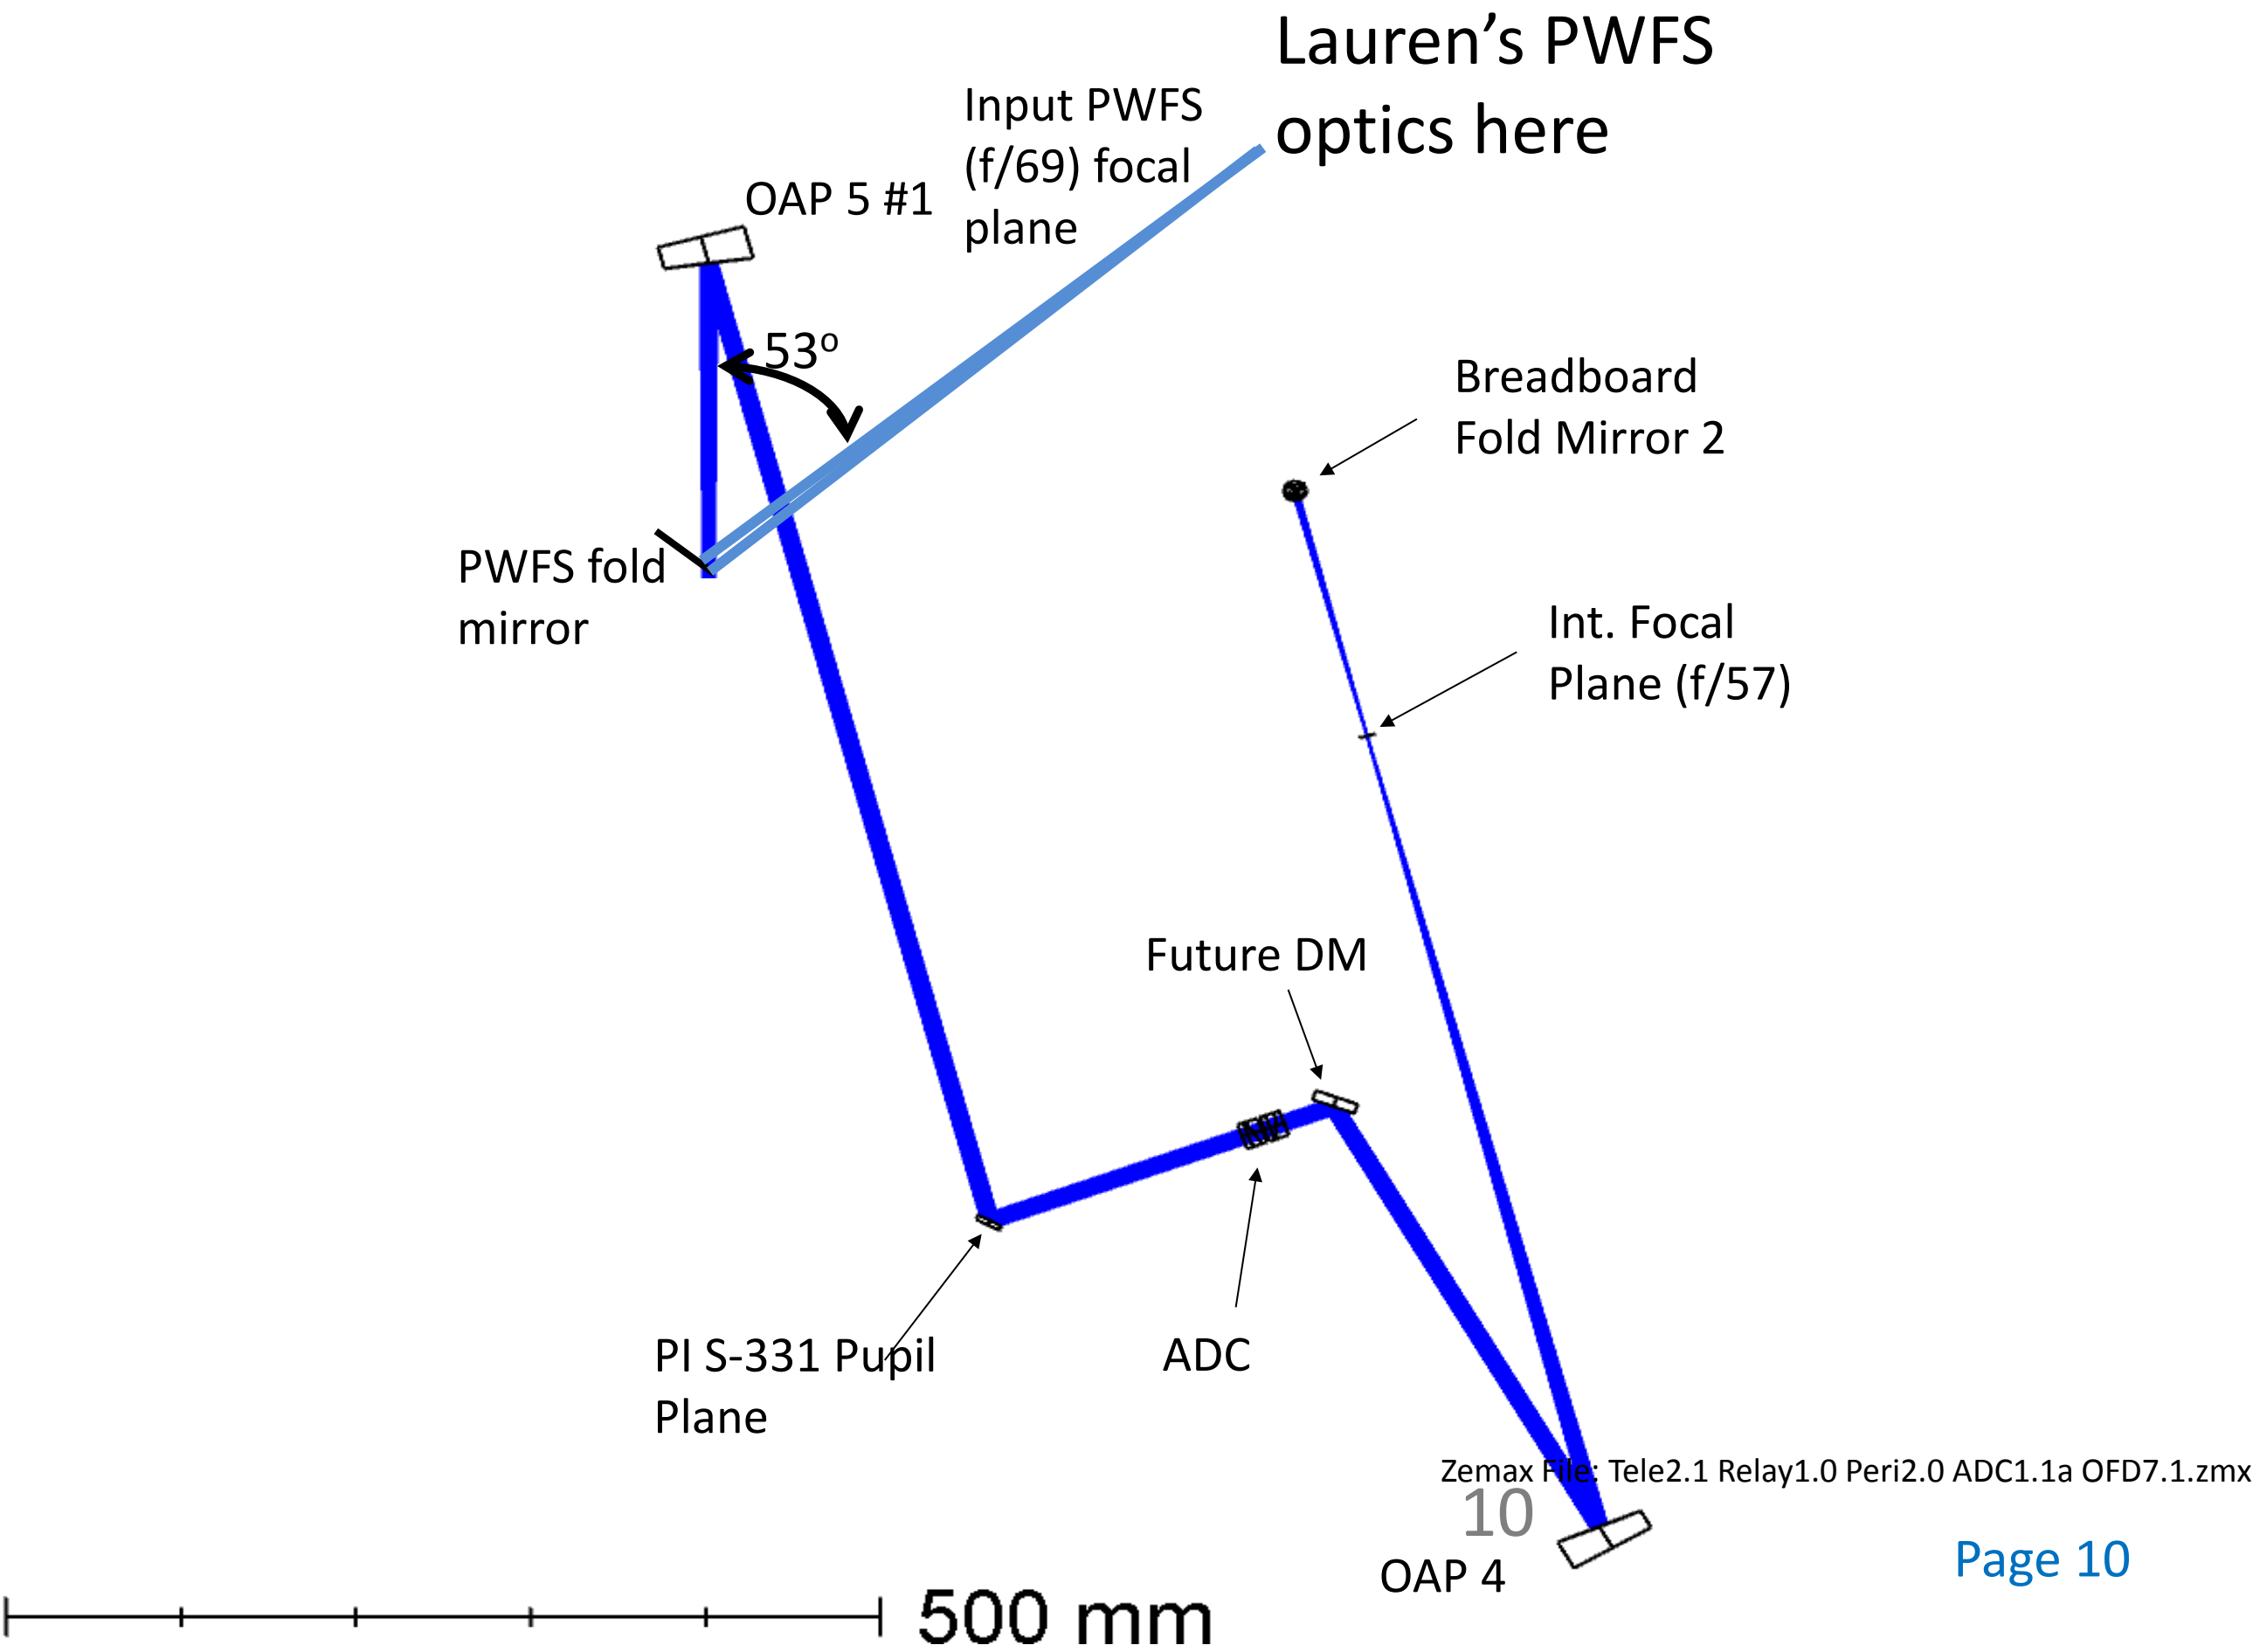 Lauren’s PWFS
optics here
Input PWFS
(f/69) focal
plane
OAP 5 #1
53o
Breadboard
Fold Mirror 2
PWFS fold
mirror
Int. Focal
Plane (f/57)
Future DM
PI S-331 Pupil
Plane
ADC
Zemax File: Tele2.1 Relay1.0 Peri2.0 ADC1.1a OFD7.1.zmx
10
OAP 4
Page 10
500 mm